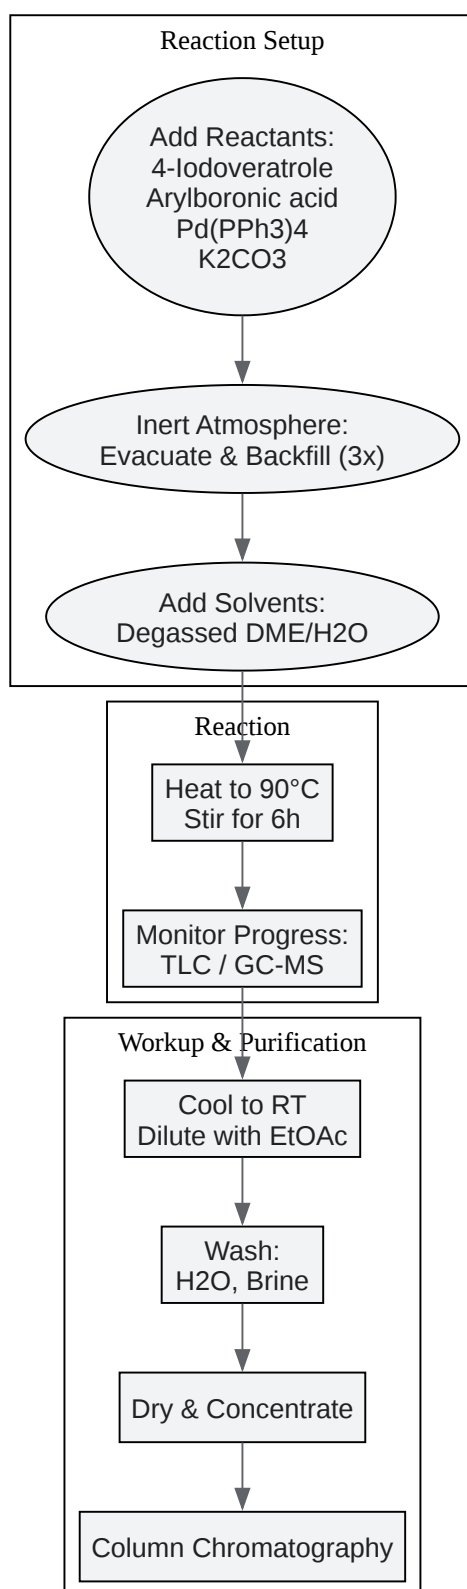 Reaction Setup
Add Reactants:
4-Iodoveratrole
Arylboronic acid
Pd(PPh3)4
K2CO3
Inert Atmosphere:
Evacuate & Backfill (3x)
Add Solvents:
Degassed DME/H2O
Reaction
Heat to 90°C
Stir for 6h
Monitor Progress:
TLC / GC-MS
Workup & Purification
Cool to RT
Dilute with EtOAc
Wash:
H2O, Brine
Dry & Concentrate
Column Chromatography